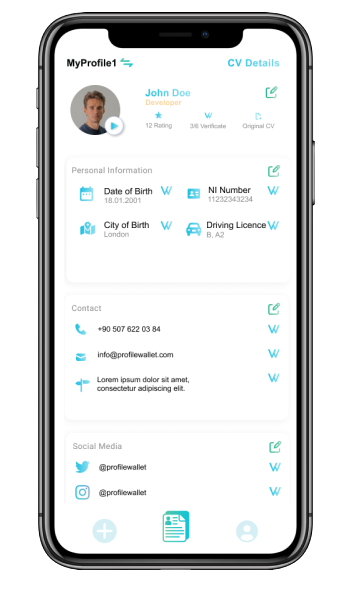 MyProfile1
CV Details
John Doe
Developer
12 Rating
3/6 Verificate
Original CV
Personal Information
Date of Birth
18.01.2001
NI Number
11232343234
City of Birth
London
Driving Licence
B, A2
Contact
+90 507 622 03 84
info@profilewallet.com
Lorem ipsum dolor sit amet,
consectetur adipiscing elit.
Social Media
@profilewallet
@profilewallet